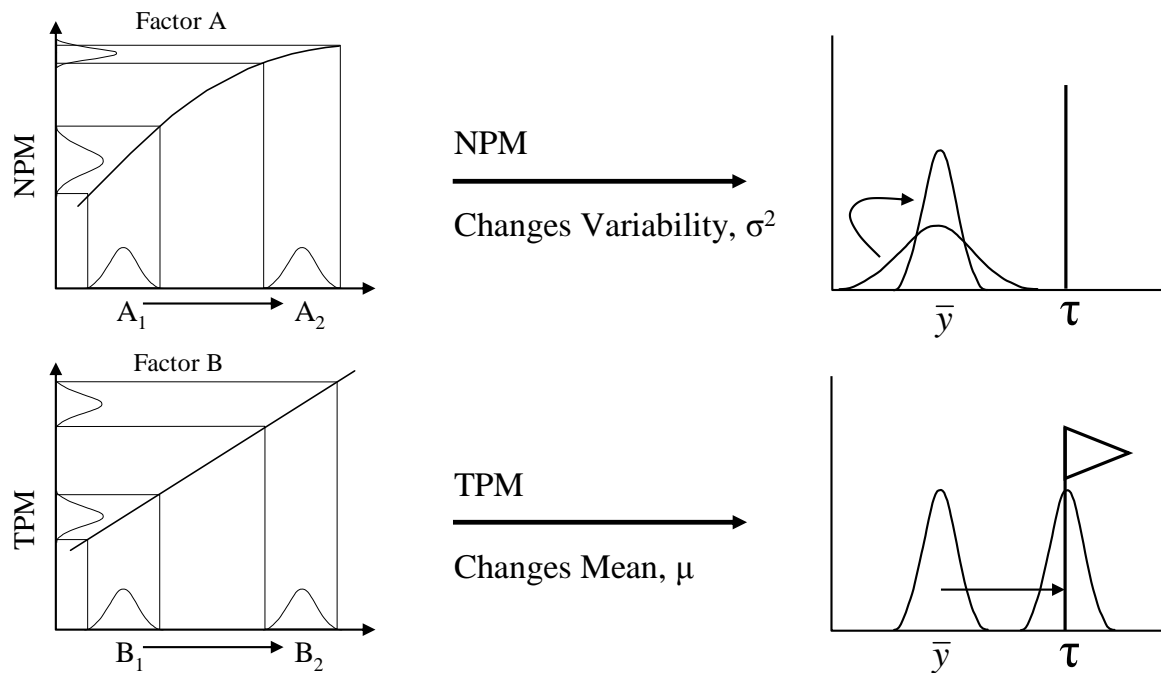 Factor A
NPM
A₁
A₂
NPM
Changes Variability, σ²
y̅
τ
Factor B
TPM
B₁
B₂
TPM
Changes Mean, μ
y̅
τ